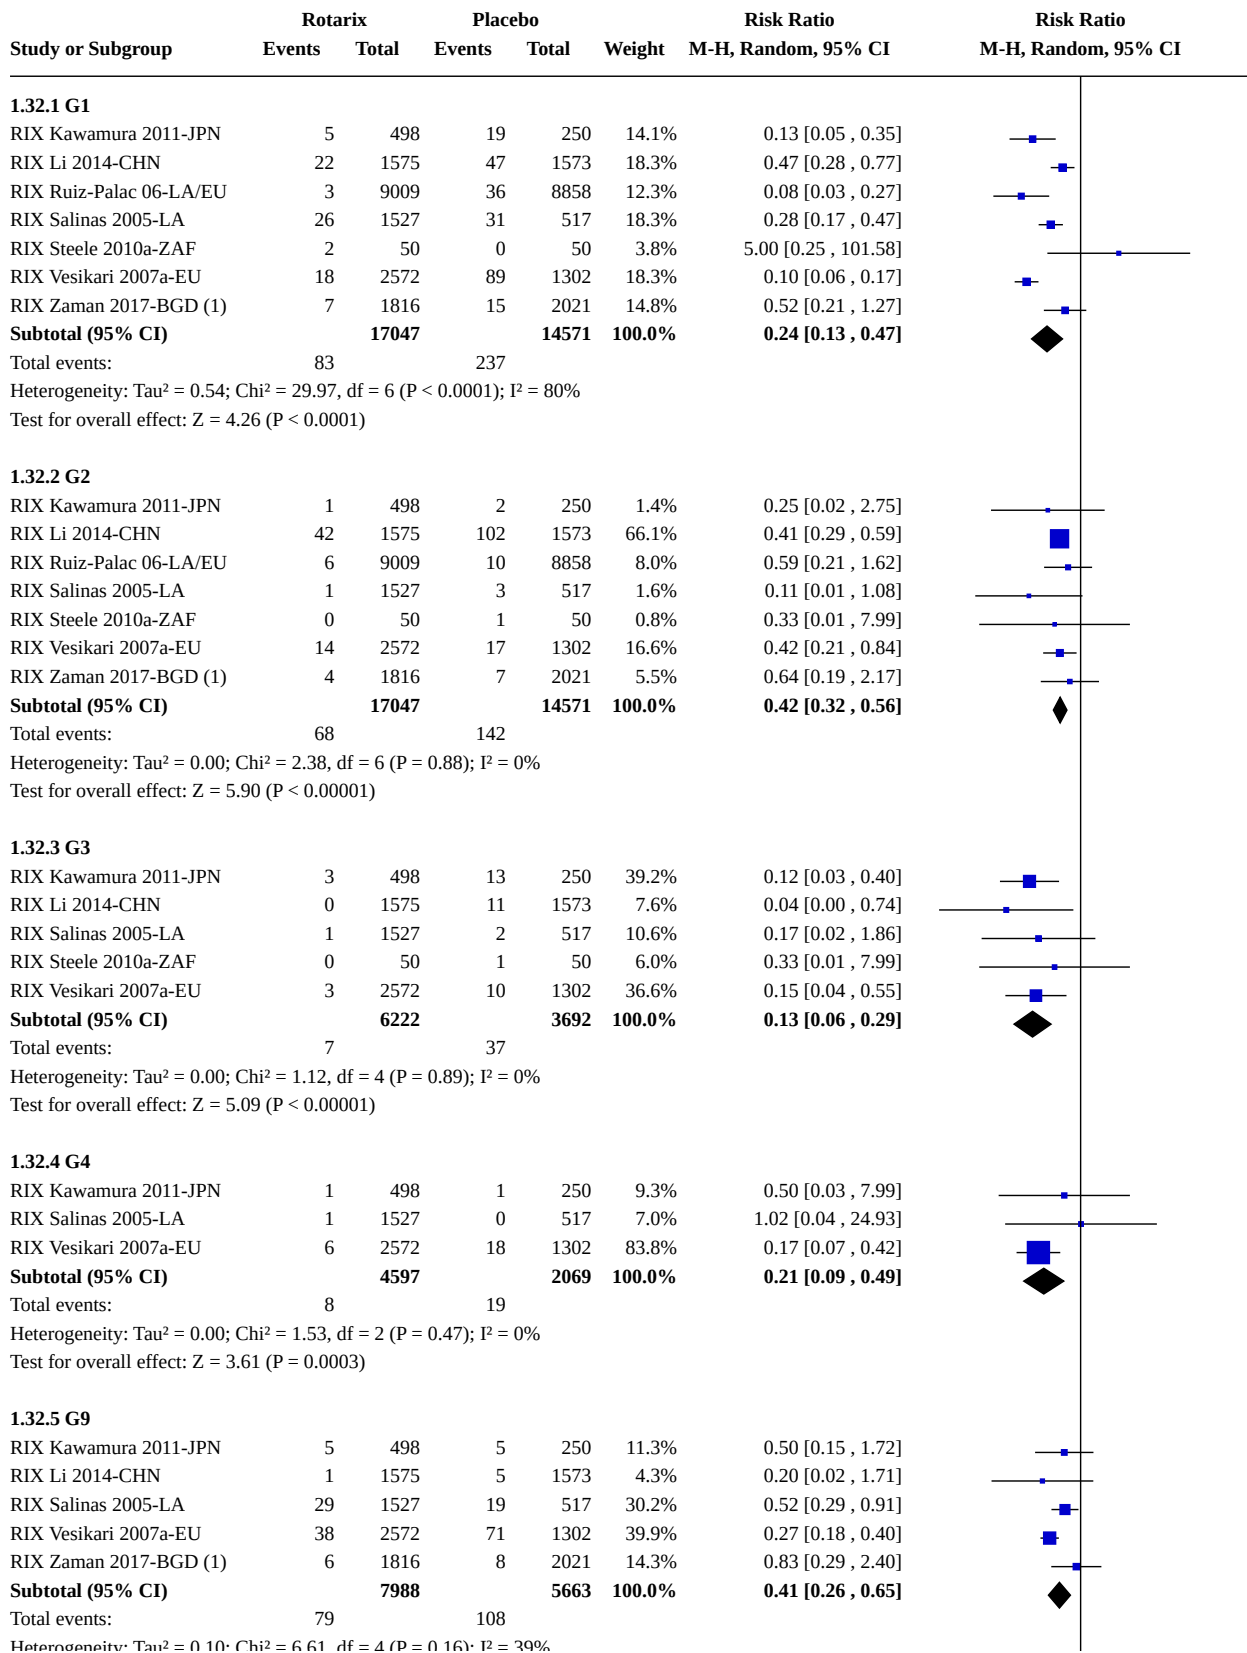 Rotarix Placebo Risk Ratio Risk Ratio
Study or Subgroup Events Total Events Total Weight M-H, Random, 95% CI M-H, Random, 95% CI
1.32.1 G1
RIX Kawamura 2011-JPN 5 498 19 250 14.1% 0.13 [0.05 , 0.35]
RIX Li 2014-CHN 22 1575 47 1573 18.3% 0.47 [0.28 , 0.77]
RIX Ruiz-Palac 06-LA/EU 3 9009 36 8858 12.3% 0.08 [0.03 , 0.27]
RIX Salinas 2005-LA 26 1527 31 517 18.3% 0.28 [0.17 , 0.47]
RIX Steele 2010a-ZAF 2 50 0 50 3.8% 5.00 [0.25 , 101.58]
RIX Vesikari 2007a-EU 18 2572 89 1302 18.3% 0.10 [0.06 , 0.17]
RIX Zaman 2017-BGD (1) 7 1816 15 2021 14.8% 0.52 [0.21 , 1.27]
Subtotal (95% CI) 17047 14571 100.0% 0.24 [0.13 , 0.47]
Total events: 83 237
Heterogeneity: Tau² = 0.54; Chi² = 29.97, df = 6 (P < 0.0001); I² = 80%
Test for overall effect: Z = 4.26 (P < 0.0001)
1.32.2 G2
RIX Kawamura 2011-JPN 1 498 2 250 1.4% 0.25 [0.02 , 2.75]
RIX Li 2014-CHN 42 1575 102 1573 66.1% 0.41 [0.29 , 0.59]
RIX Ruiz-Palac 06-LA/EU 6 9009 10 8858 8.0% 0.59 [0.21 , 1.62]
RIX Salinas 2005-LA 1 1527 3 517 1.6% 0.11 [0.01 , 1.08]
RIX Steele 2010a-ZAF 0 50 1 50 0.8% 0.33 [0.01 , 7.99]
RIX Vesikari 2007a-EU 14 2572 17 1302 16.6% 0.42 [0.21 , 0.84]
RIX Zaman 2017-BGD (1) 4 1816 7 2021 5.5% 0.64 [0.19 , 2.17]
Subtotal (95% CI) 17047 14571 100.0% 0.42 [0.32 , 0.56]
Total events: 68 142
Heterogeneity: Tau² = 0.00; Chi² = 2.38, df = 6 (P = 0.88); I² = 0%
Test for overall effect: Z = 5.90 (P < 0.00001)
1.32.3 G3
RIX Kawamura 2011-JPN 3 498 13 250 39.2% 0.12 [0.03 , 0.40]
RIX Li 2014-CHN 0 1575 11 1573 7.6% 0.04 [0.00 , 0.74]
RIX Salinas 2005-LA 1 1527 2 517 10.6% 0.17 [0.02 , 1.86]
RIX Steele 2010a-ZAF 0 50 1 50 6.0% 0.33 [0.01 , 7.99]
RIX Vesikari 2007a-EU 3 2572 10 1302 36.6% 0.15 [0.04 , 0.55]
Subtotal (95% CI) 6222 3692 100.0% 0.13 [0.06 , 0.29]
Total events: 7 37
Heterogeneity: Tau² = 0.00; Chi² = 1.12, df = 4 (P = 0.89); I² = 0%
Test for overall effect: Z = 5.09 (P < 0.00001)
1.32.4 G4
RIX Kawamura 2011-JPN 1 498 1 250 9.3% 0.50 [0.03 , 7.99]
RIX Salinas 2005-LA 1 1527 0 517 7.0% 1.02 [0.04 , 24.93]
RIX Vesikari 2007a-EU 6 2572 18 1302 83.8% 0.17 [0.07 , 0.42]
Subtotal (95% CI) 4597 2069 100.0% 0.21 [0.09 , 0.49]
Total events: 8 19
Heterogeneity: Tau² = 0.00; Chi² = 1.53, df = 2 (P = 0.47); I² = 0%
Test for overall effect: Z = 3.61 (P = 0.0003)
1.32.5 G9
RIX Kawamura 2011-JPN 5 498 5 250 11.3% 0.50 [0.15 , 1.72]
RIX Li 2014-CHN 1 1575 5 1573 4.3% 0.20 [0.02 , 1.71]
RIX Salinas 2005-LA 29 1527 19 517 30.2% 0.52 [0.29 , 0.91]
RIX Vesikari 2007a-EU 38 2572 71 1302 39.9% 0.27 [0.18 , 0.40]
RIX Zaman 2017-BGD (1) 6 1816 8 2021 14.3% 0.83 [0.29 , 2.40]
Subtotal (95% CI) 7988 5663 100.0% 0.41 [0.26 , 0.65]
Total events: 79 108
Heterogeneity: Tau² = 0.10; Chi² = 6.61, df = 4 (P = 0.16); I² = 39%